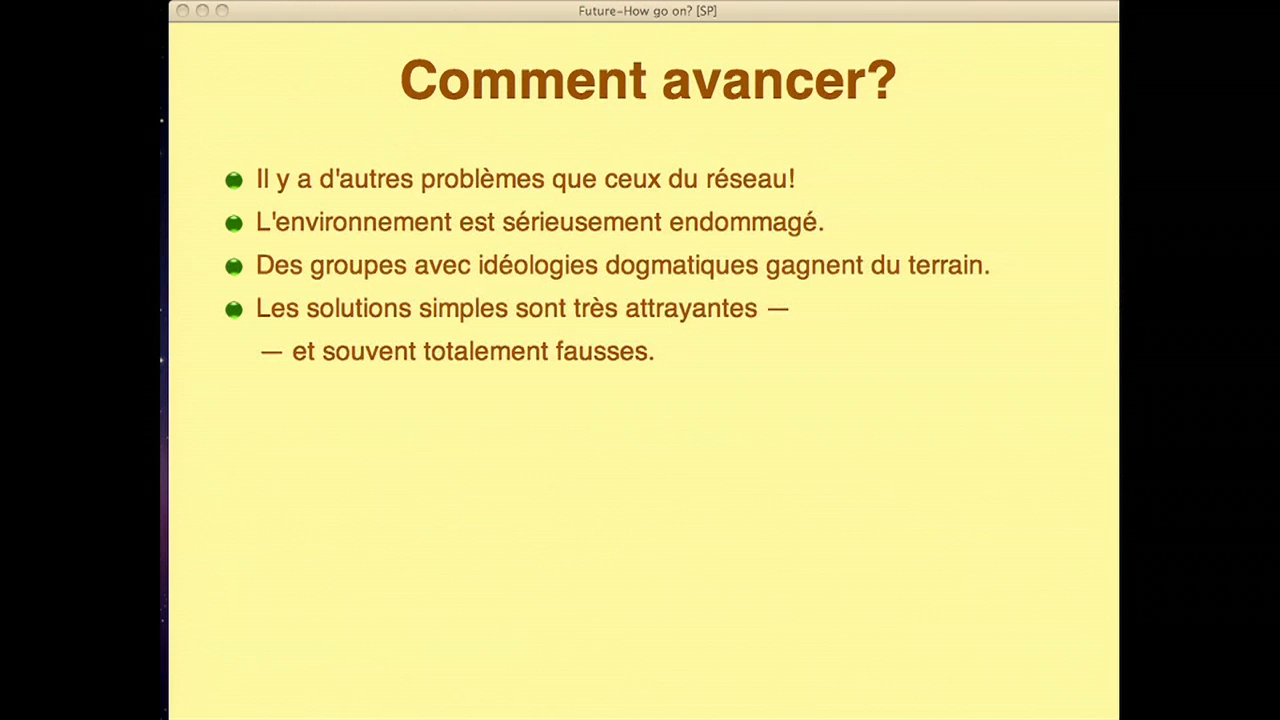 Future-How go on? [SP]
Comment avancer?
Il y a d'autres problèmes que ceux du réseau!
L'environnement est sérieusement endommagé.
Des groupes avec idéologies dogmatiques gagnent du terrain.
Les solutions simples sont très attrayantes —
— et souvent totalement fausses.